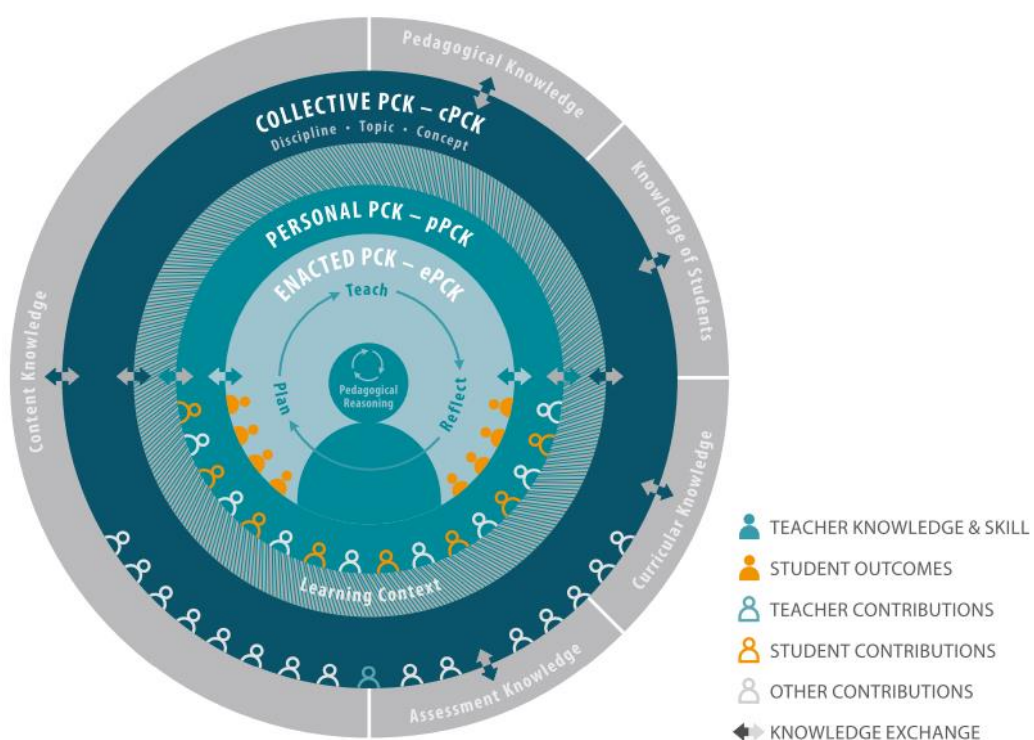 Pedagogical Knowledge
COLLECTIVE PCK – cPCK
Discipline • Topic • Concept
Knowledge of Students
PERSONAL PCK – pPCK
ENACTED PCK – ePCK
Teach
Content Knowledge
Pedagogical
Reasoning
Plan
Reflect
Curricular Knowledge
Learning Context
Assessment Knowledge
TEACHER KNOWLEDGE & SKILL
STUDENT OUTCOMES
TEACHER CONTRIBUTIONS
STUDENT CONTRIBUTIONS
OTHER CONTRIBUTIONS
KNOWLEDGE EXCHANGE